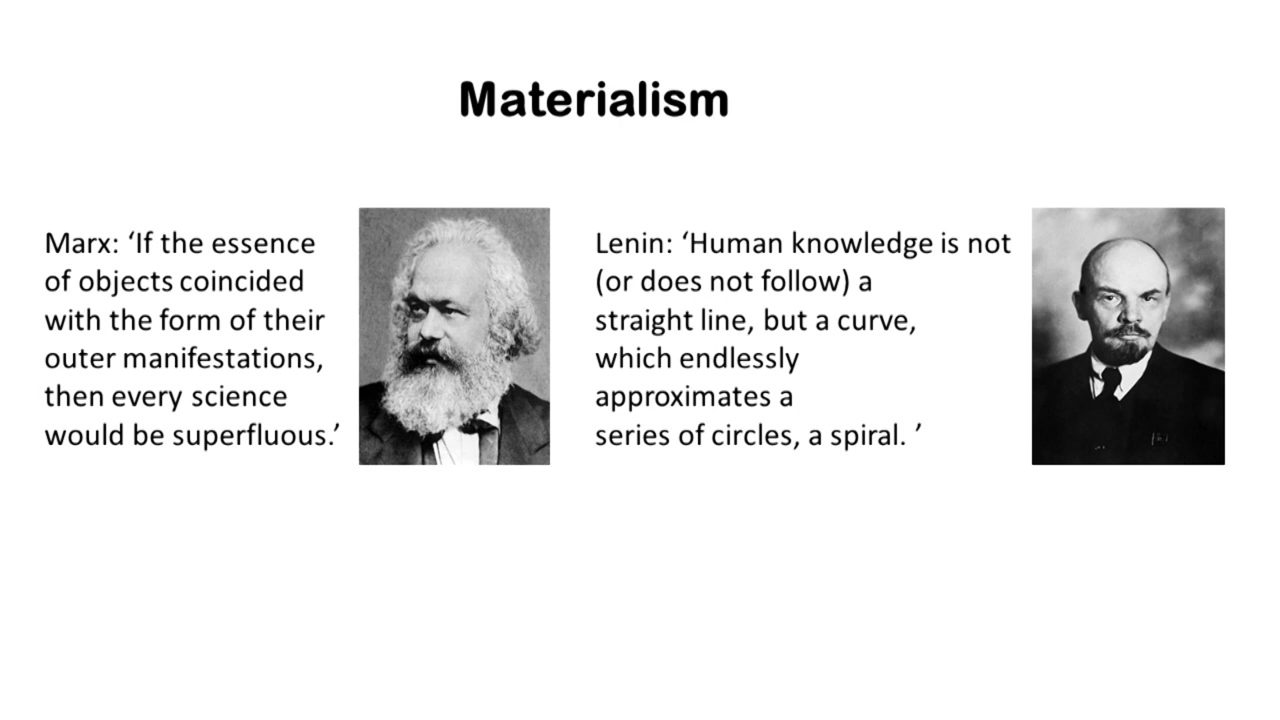 Materialism
Marx: ‘If the essence
of objects coincided
with the form of their
outer manifestations,
then every science
would be superfluous.’
Lenin: ‘Human knowledge is not
(or does not follow) a
straight line, but a curve,
which endlessly
approximates a
series of circles, a spiral. ’